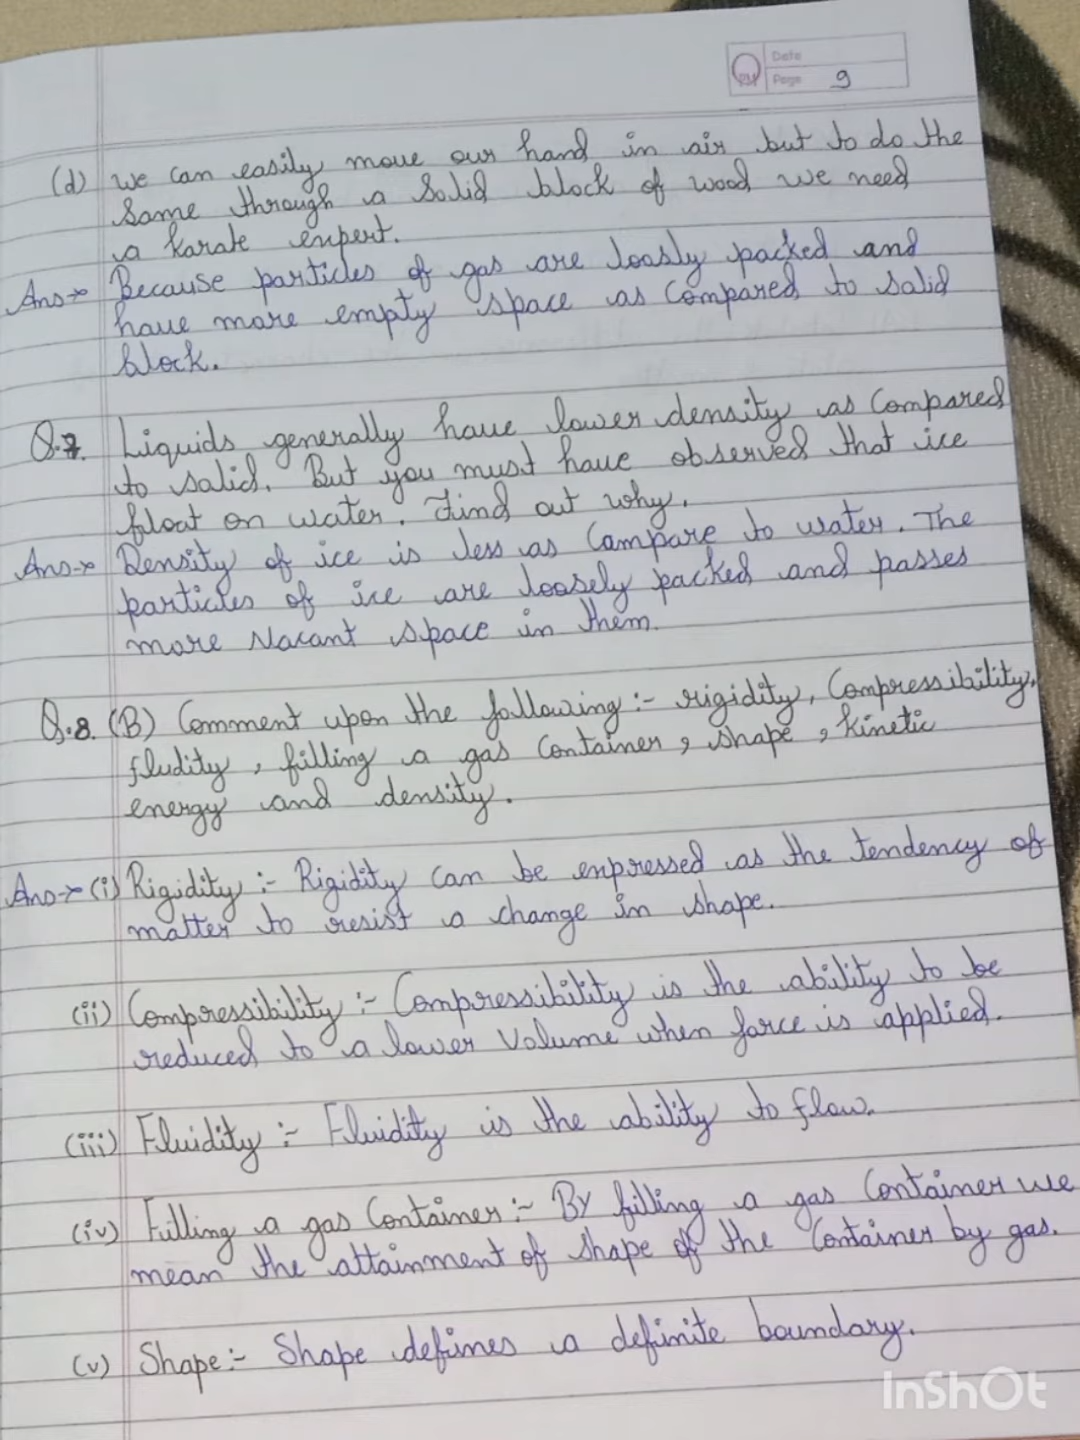 RM Date
Page 9
(d) we can easily move our hand in air but to do the
same through a solid block of wood we need
a karate expert.
Ans→ Because particles of gas are loosly packed and
have more empty space as compared to salid
block.
Q.7. Liquids generally have lower density as compared
to salid. But you must have observed that ice
float on water. Find out why.
Ans→ Density of ice is less as Campare to water. The
particles of ice are loosely packed and passes
more vacant space in them.
Q.8. (B) Comment upon the following :- rigidity, Compressibility,
fludity, filling a gas container, shape, kinetic
energy and density.
Ans→ (i) Rigidity :- Rigidity can be expressed as the tendency of
matter to resist a change in shape.
(ii) Compressibility :- Compressibility is the ability to be
reduced to a lower volume when force is applied.
(iii) Fluidity :- Fluidity is the ability to flow.
(iv) Filling a gas Container :- By filling a gas Container we
mean the attainment of shape of the Container by gas.
(v) Shape :- Shape defines a definite boundary.
InShOt